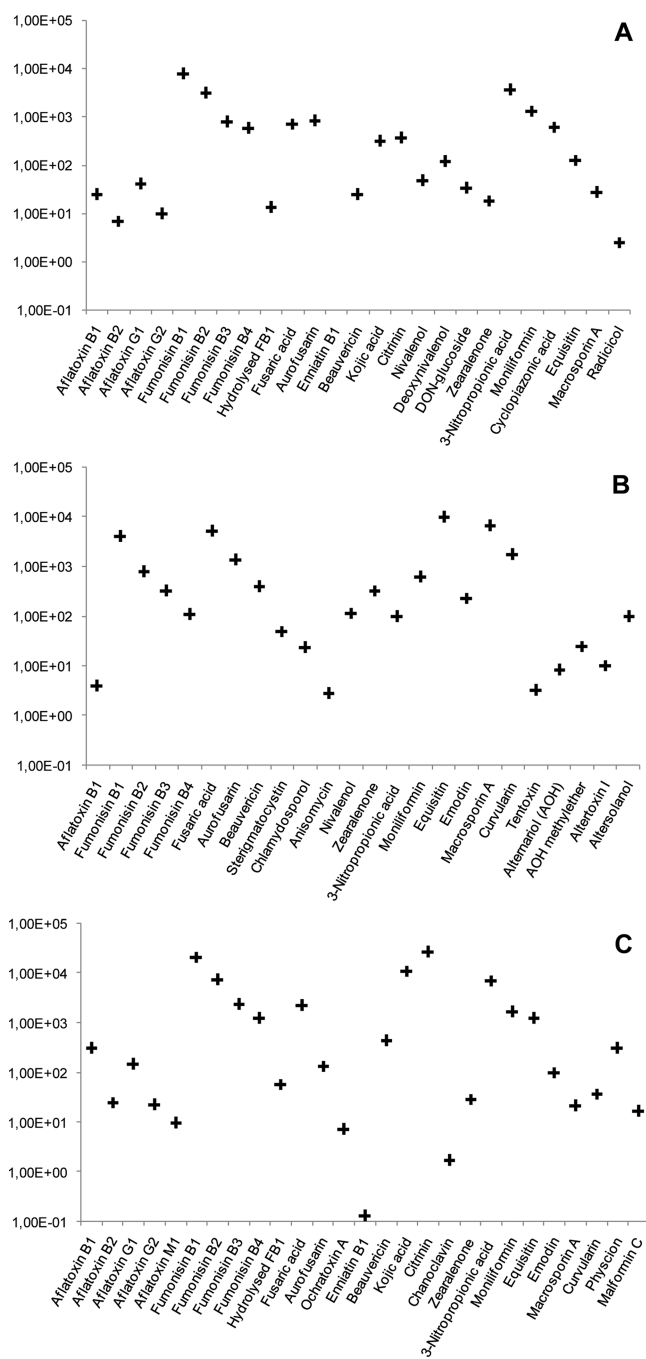 A
1,00E+05
1,00E+04
1,00E+03
1,00E+02
1,00E+01
1,00E+00
1,00E-01
Aflatoxin B1
Aflatoxin B2
Aflatoxin G1
Aflatoxin G2
Fumonisin B1
Fumonisin B2
Fumonisin B3
Fumonisin B4
Hydrolysed FB1
Fusaric acid
Aurofusarin
Enniatin B1
Beauvericin
Kojic acid
Citrinin
Nivalenol
Deoxynivalenol
DON-glucoside
Zearalenone
3-Nitropropionic acid
Moniliformin
Cyclopiazonic acid
Equisitin
Macrosporin A
Radicicol
B
1,00E+05
1,00E+04
1,00E+03
1,00E+02
1,00E+01
1,00E+00
1,00E-01
Aflatoxin B1
Fumonisin B1
Fumonisin B2
Fumonisin B3
Fumonisin B4
Fusaric acid
Aurofusarin
Beauvericin
Sterigmatocystin
Chlamydosporol
Anisomycin
Nivalenol
Zearalenone
3-Nitropropionic acid
Moniliformin
Equisitin
Emodin
Macrosporin A
Curvularin
Tentoxin
Alternariol (AOH)
AOH methylether
Altertoxin I
Altersolanol
C
1,00E+05
1,00E+04
1,00E+03
1,00E+02
1,00E+01
1,00E+00
1,00E-01
Aflatoxin B1
Aflatoxin B2
Aflatoxin G1
Aflatoxin G2
Aflatoxin M1
Fumonisin B1
Fumonisin B2
Fumonisin B3
Fumonisin B4
Hydrolysed FB1
Fusaric acid
Aurofusarin
Ochratoxin A
Enniatin B1
Beauvericin
Kojic acid
Citrinin
Chanoclavin
Zearalenone
3-Nitropropionic acid
Moniliformin
Equisitin
Emodin
Macrosporin A
Curvularin
Physcion
Malformin C